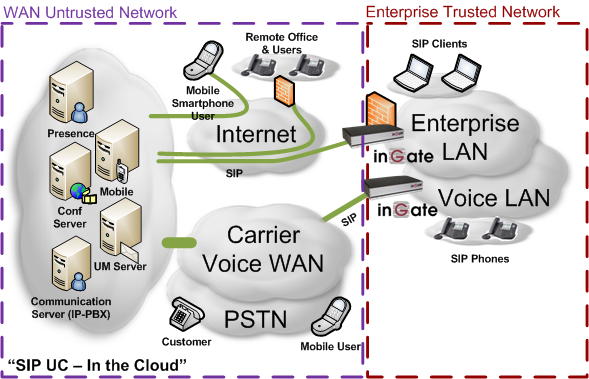 WAN Untrusted Network
Enterprise Trusted Network
Remote Office
& Users
SIP Clients
Mobile
Smartphone
User
Presence
Internet
Enterprise
LAN
inGate
Mobile
SIP
Conf
Server
Voice LAN
inGate
SIP
UM Server
Carrier
Voice WAN
SIP Phones
Communication
Server (IP-PBX)
PSTN
Customer
Mobile User
“SIP UC – In the Cloud”